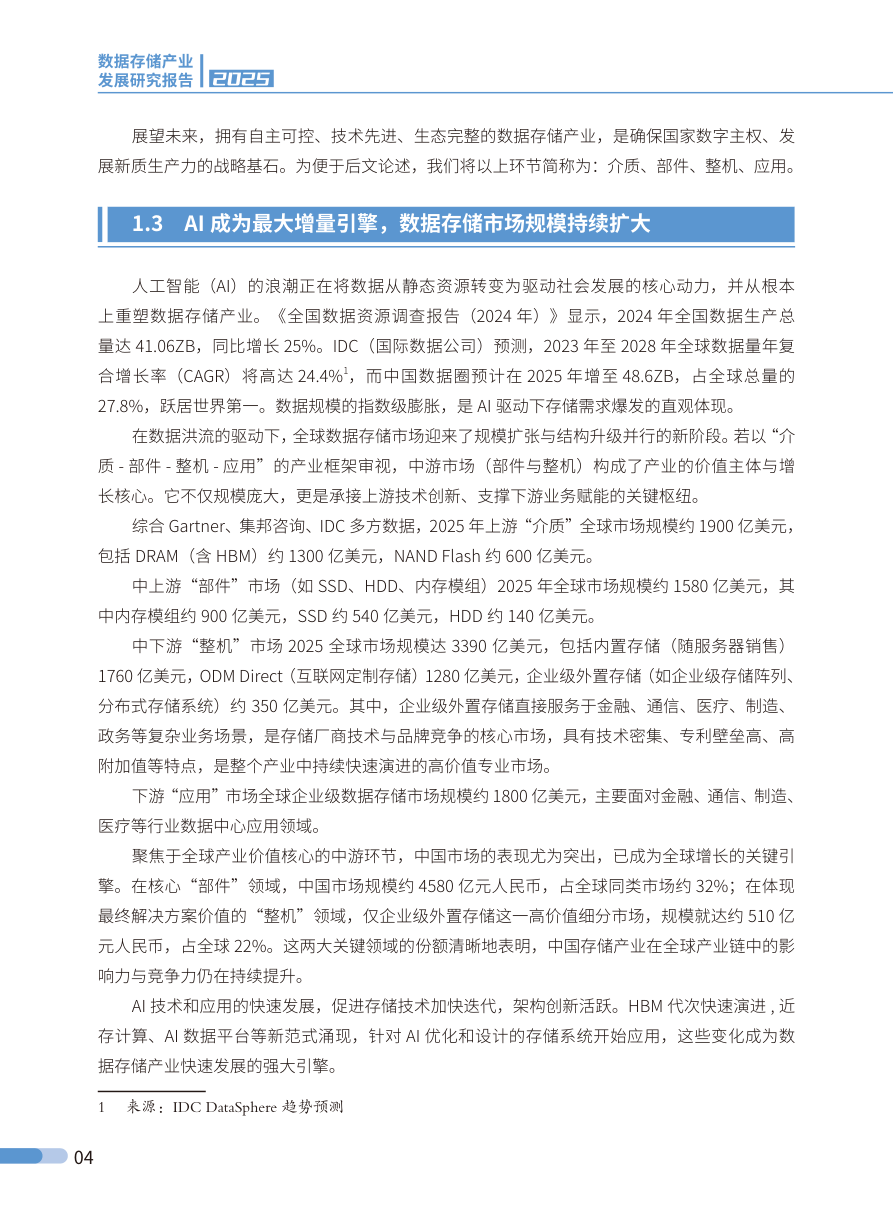 数据存储产业
发展研究报告 2025
展望未来，拥有自主可控、技术先进、生态完整的数据存储产业，是确保国家数字主权、发
展新质生产力的战略基石。为便于后文论述，我们将以上环节简称为：介质、部件、整机、应用。
1.3 AI 成为最大增量引擎，数据存储市场规模持续扩大
人工智能（AI）的浪潮正在将数据从静态资源转变为驱动社会发展的核心动力，并从根本
上重塑数据存储产业。《全国数据资源调查报告（2024 年）》显示，2024 年全国数据生产总
量达 41.06ZB，同比增长 25%。IDC（国际数据公司）预测，2023 年至 2028 年全球数据量年复
合增长率（CAGR）将高达 24.4%1，而中国数据圈预计在 2025 年增至 48.6ZB，占全球总量的
27.8%，跃居世界第一。数据规模的指数级膨胀，是 AI 驱动下存储需求爆发的直观体现。
在数据洪流的驱动下，全球数据存储市场迎来了规模扩张与结构升级并行的新阶段。若以“介
质 - 部件 - 整机 - 应用”的产业框架审视，中游市场（部件与整机）构成了产业的价值主体与增
长核心。它不仅规模庞大，更是承接上游技术创新、支撑下游业务赋能的关键枢纽。
综合 Gartner、集邦咨询、IDC 多方数据，2025 年上游“介质”全球市场规模约 1900 亿美元，
包括 DRAM（含 HBM）约 1300 亿美元，NAND Flash 约 600 亿美元。
中上游“部件”市场（如 SSD、HDD、内存模组）2025 年全球市场规模约 1580 亿美元，其
中内存模组约 900 亿美元，SSD 约 540 亿美元，HDD 约 140 亿美元。
中下游“整机”市场 2025 全球市场规模达 3390 亿美元，包括内置存储（随服务器销售）
1760 亿美元，ODM Direct（互联网定制存储）1280 亿美元，企业级外置存储（如企业级存储阵列、
分布式存储系统）约 350 亿美元。其中，企业级外置存储直接服务于金融、通信、医疗、制造、
政务等复杂业务场景，是存储厂商技术与品牌竞争的核心市场，具有技术密集、专利壁垒高、高
附加值等特点，是整个产业中持续快速演进的高价值专业市场。
下游“应用”市场全球企业级数据存储市场规模约 1800 亿美元，主要面对金融、通信、制造、
医疗等行业数据中心应用领域。
聚焦于全球产业价值核心的中游环节，中国市场的表现尤为突出，已成为全球增长的关键引
擎。在核心“部件”领域，中国市场规模约 4580 亿元人民币，占全球同类市场约 32%；在体现
最终解决方案价值的“整机”领域，仅企业级外置存储这一高价值细分市场，规模就达约 510 亿
元人民币，占全球 22%。这两大关键领域的份额清晰地表明，中国存储产业在全球产业链中的影
响力与竞争力仍在持续提升。
AI 技术和应用的快速发展，促进存储技术加快迭代，架构创新活跃。HBM 代次快速演进 , 近
存计算、AI 数据平台等新范式涌现，针对 AI 优化和设计的存储系统开始应用，这些变化成为数
据存储产业快速发展的强大引擎。
1 来源：IDC DataSphere 趋势预测
04